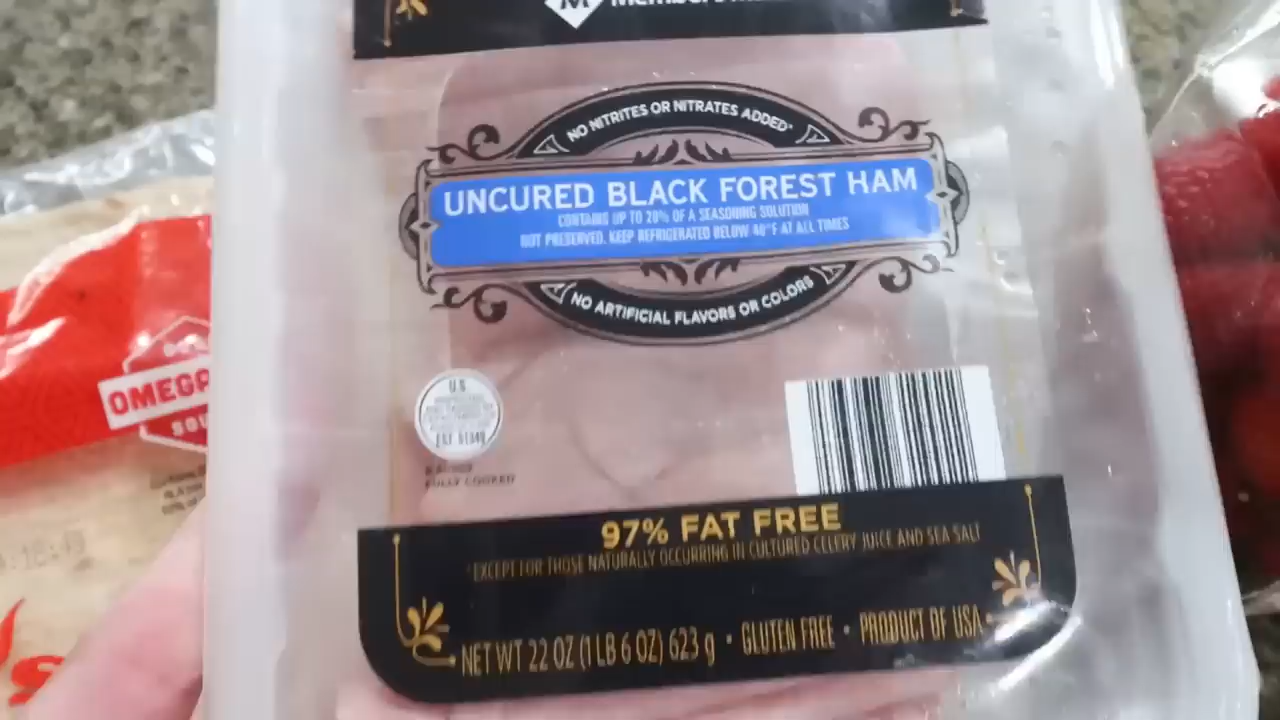 NO NITRITES OR NITRATES ADDED*
UNCURED BLACK FOREST HAM
CONTAINS UP TO 28% OF A SEASONING SOLUTION
NOT PRESERVED. KEEP REFRIGERATED BELOW 40°F AT ALL TIMES
NO ARTIFICIAL FLAVORS OR COLORS
U.S.
FULLY COOKED
97% FAT FREE
*EXCEPT FOR THOSE NATURALLY OCCURRING IN CULTURED CELERY JUICE AND SEA SALT
NET WT 22 OZ (1 LB 6 OZ) 623 g • GLUTEN FREE • PRODUCT OF USA